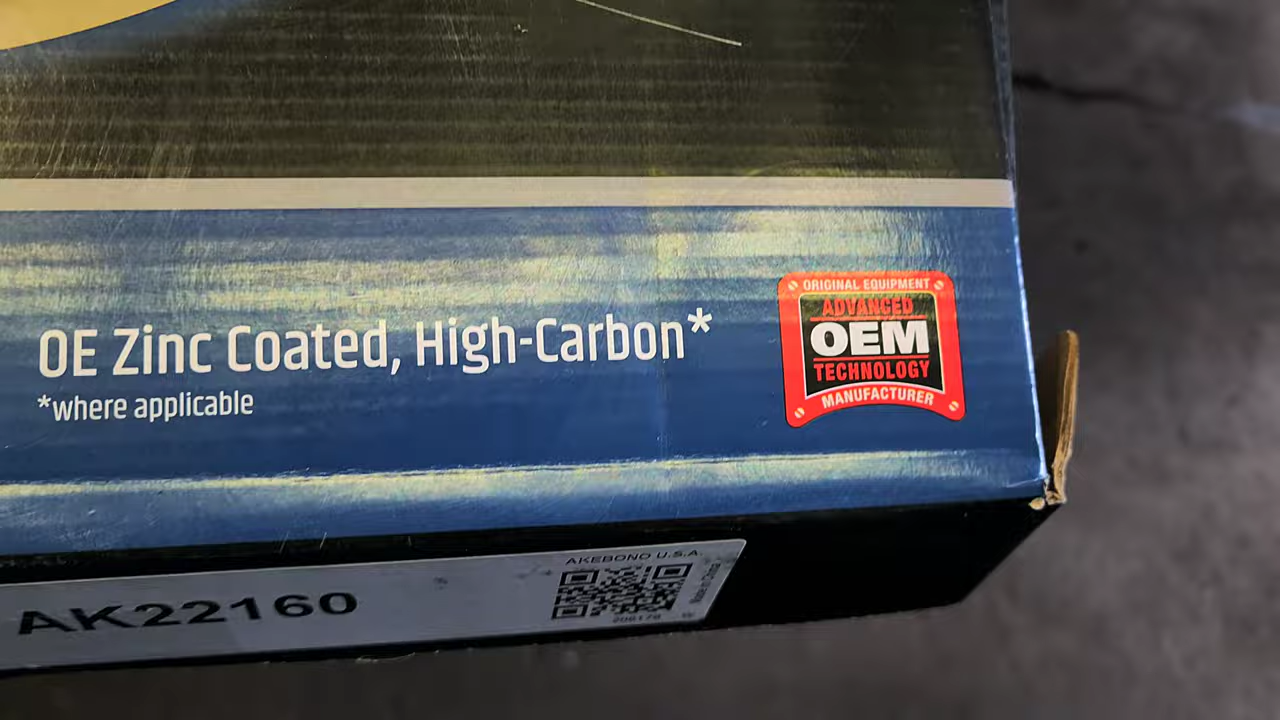 OE Zinc Coated, High-Carbon*
*where applicable
ORIGINAL EQUIPMENT
ADVANCED
OEM
TECHNOLOGY
MANUFACTURER
AKEBONO U.S.A
AK22160